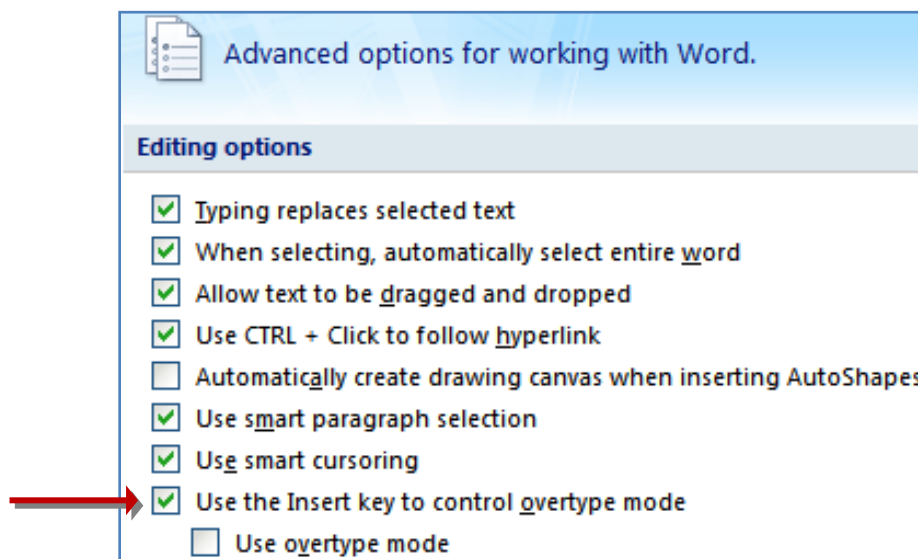 Advanced options for working with Word.
Editing options
Typing replaces selected text
When selecting, automatically select entire word
Allow text to be dragged and dropped
Use CTRL + Click to follow hyperlink
Automatically create drawing canvas when inserting AutoShapes
Use smart paragraph selection
Use smart cursoring
Use the Insert key to control overtype mode
Use overtype mode